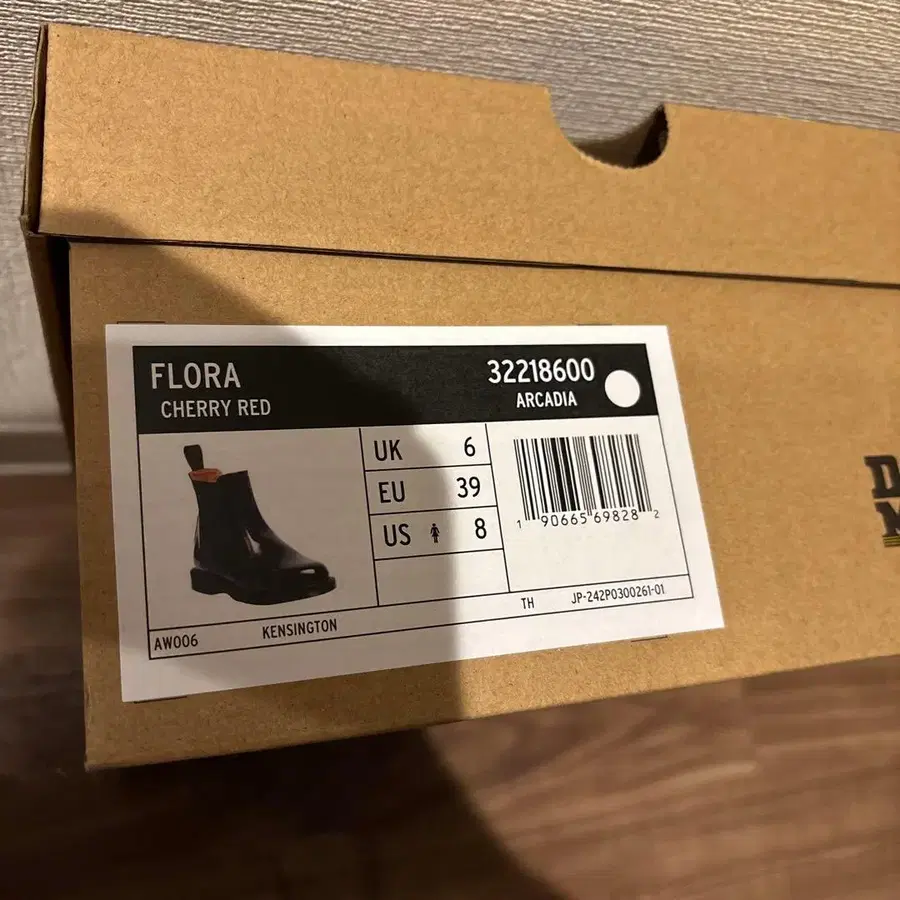 FLORA
CHERRY RED
32218600
ARCADIA
UK 6
EU 39
US 8
1 90665 69828 2
AW006 KENSINGTON TH JP-242P0300261-01